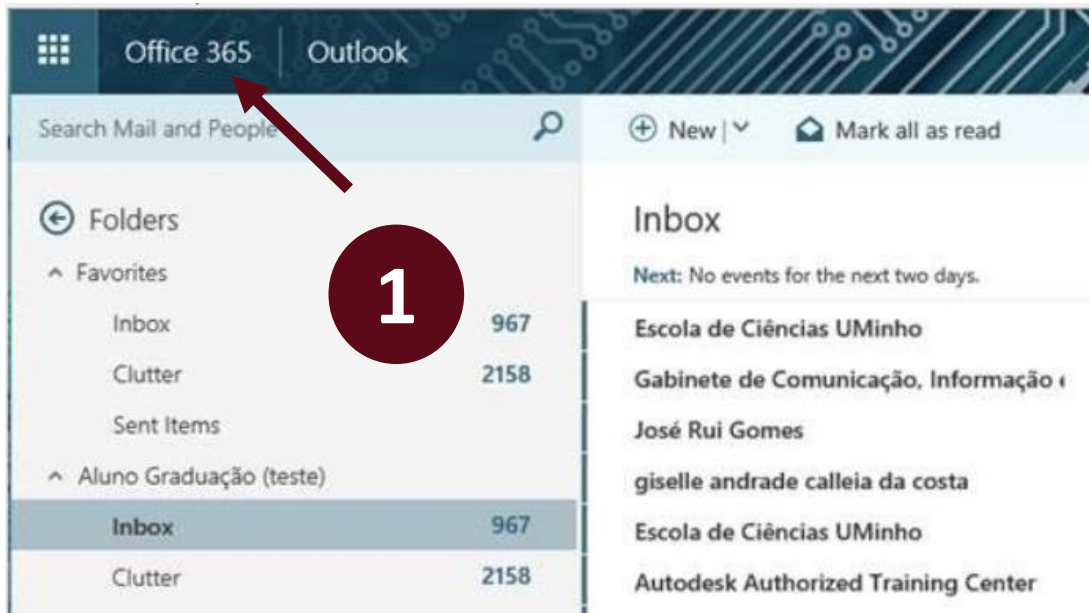 Office 365 | Outlook
Search Mail and People
New
Mark all as read
Folders
Favorites
Inbox 967
Clutter 2158
Sent Items
Aluno Graduação (teste)
Inbox 967
Clutter 2158
1
Inbox
Next: No events for the next two days.
Escola de Ciências UMinho
Gabinete de Comunicação, Informação
José Rui Gomes
giselle andrade calleia da costa
Escola de Ciências UMinho
Autodesk Authorized Training Center